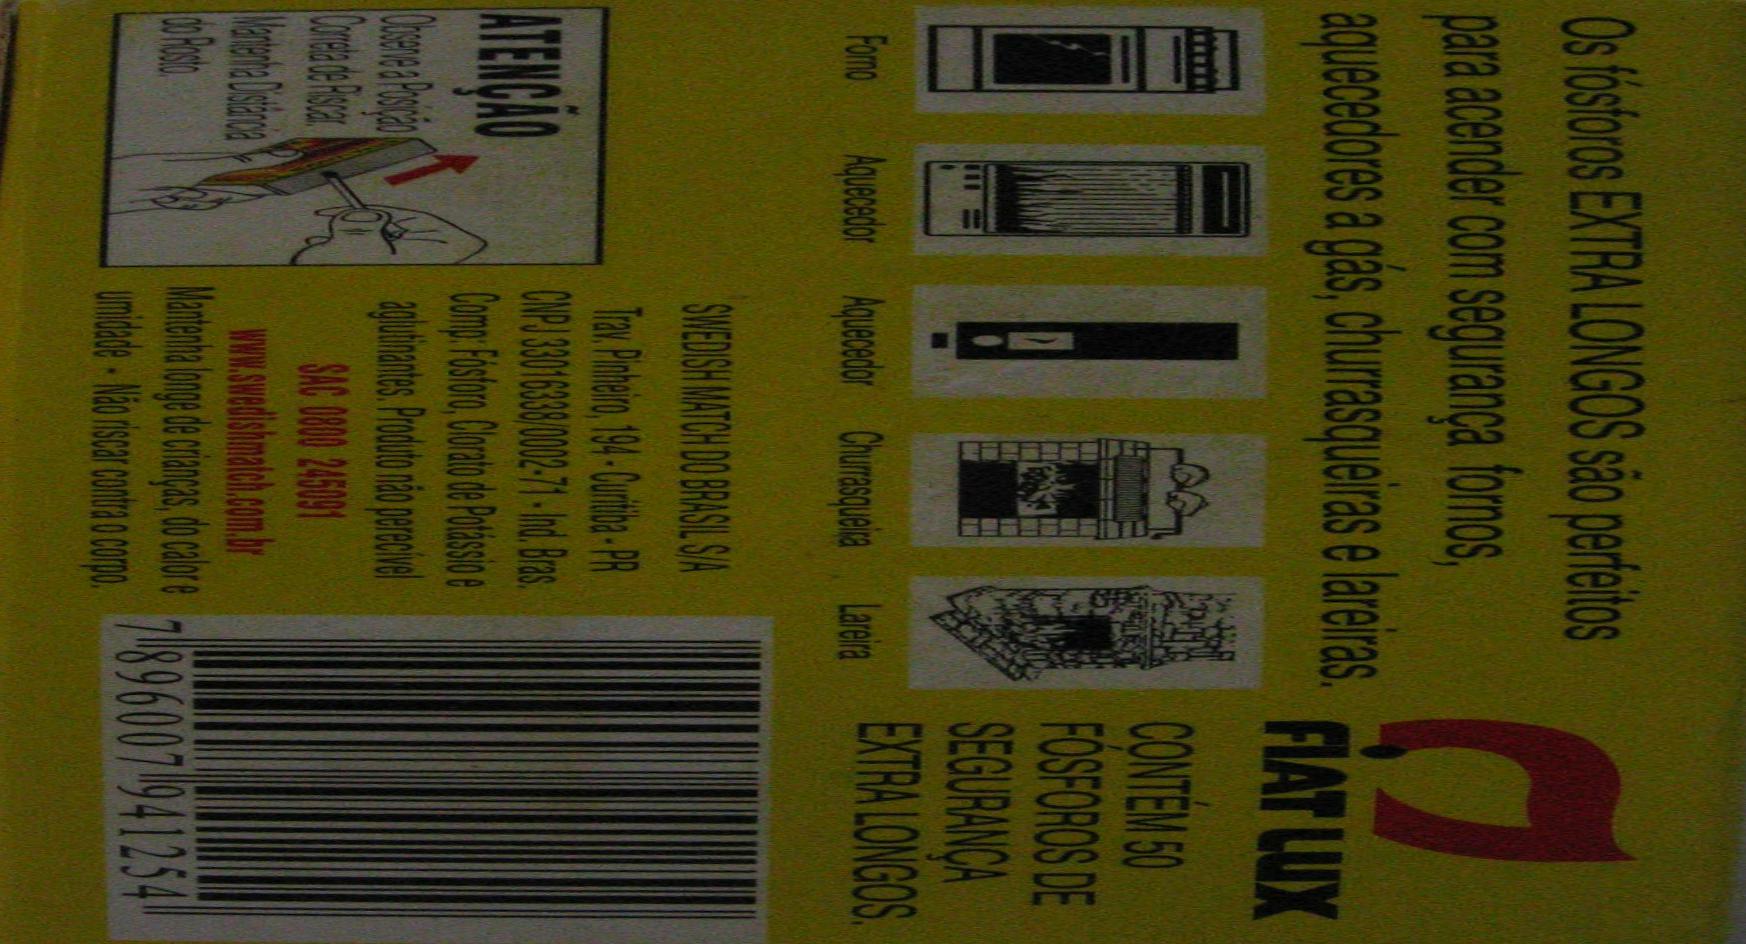 Os fósforos EXTRA LONGOS são perfeitos
para acender com segurança fornos,
aquecedores a gás, churrasqueiras e lareiras.
Forno
Aquecedor
Aquecedor
Churrasqueia
Lareira
FIAT LUX
CONTÉM 50
FÓSFOROS DE
SEGURANÇA
EXTRA LONGOS.
ATENÇÃO
Observe a Posição
Correta de Riscar
Mantenha Distância
do Rosto.
SWEDISH MATCH DO BRASIL S/A
Trav. Pinheiro, 194 - Curitiba - PR
CNPJ 33016338/0002-71 - Ind. Bras.
Comp: Fósforo, Clorato de Potássio e
aglutinantes. Produto não perecível
SAC 0800 245091
www.swedishmatch.com.br
Mantenha longe de crianças, do calor e
umidade - Não riscar contra o corpo.
7 896007 941254